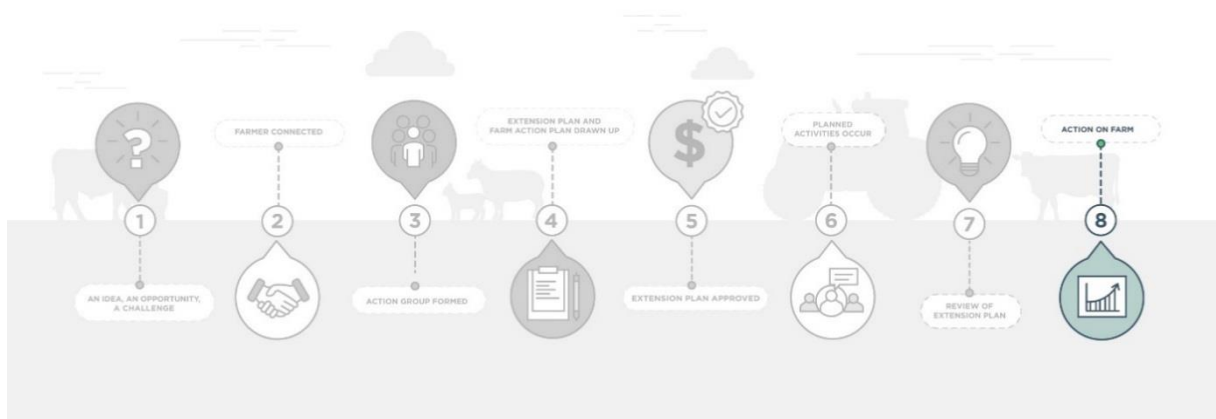 ?
1
AN IDEA, AN OPPORTUNITY,
A CHALLENGE
FARMER CONNECTED
2
3
ACTION GROUP FORMED
EXTENSION PLAN AND
FARM ACTION PLAN DRAWN UP
4
$
5
EXTENSION PLAN APPROVED
PLANNED
ACTIVITIES OCCUR
6
7
REVIEW OF
EXTENSION PLAN
ACTION ON FARM
8